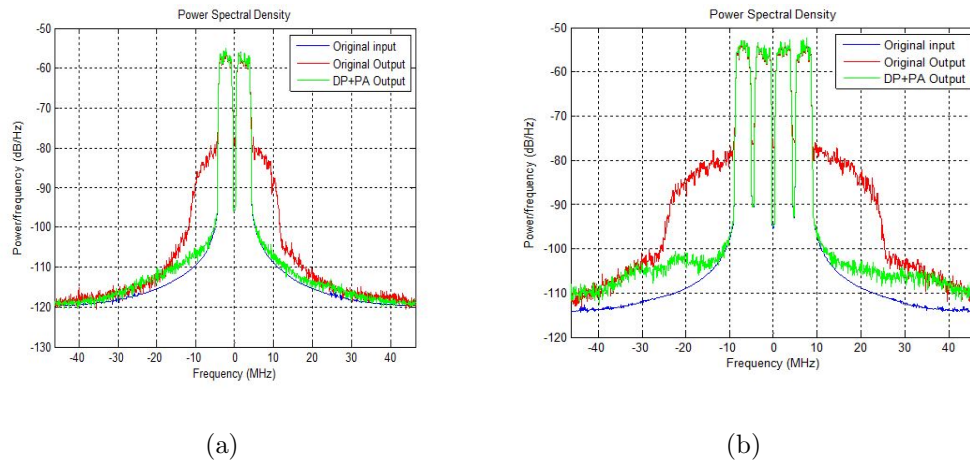 Power Spectral Density
-50
-60
-70
-80
-90
-100
-110
-120
-130
Power/frequency (dB/Hz)
Original input
Original Output
DP+PA Output
-40 -30 -20 -10 0 10 20 30 40
Frequency (MHz)
(a)
Power Spectral Density
-50
-60
-70
-80
-90
-100
-110
-120
Power/frequency (dB/Hz)
Original input
Original Output
DP+PA Output
-40 -30 -20 -10 0 10 20 30 40
Frequency (MHz)
(b)